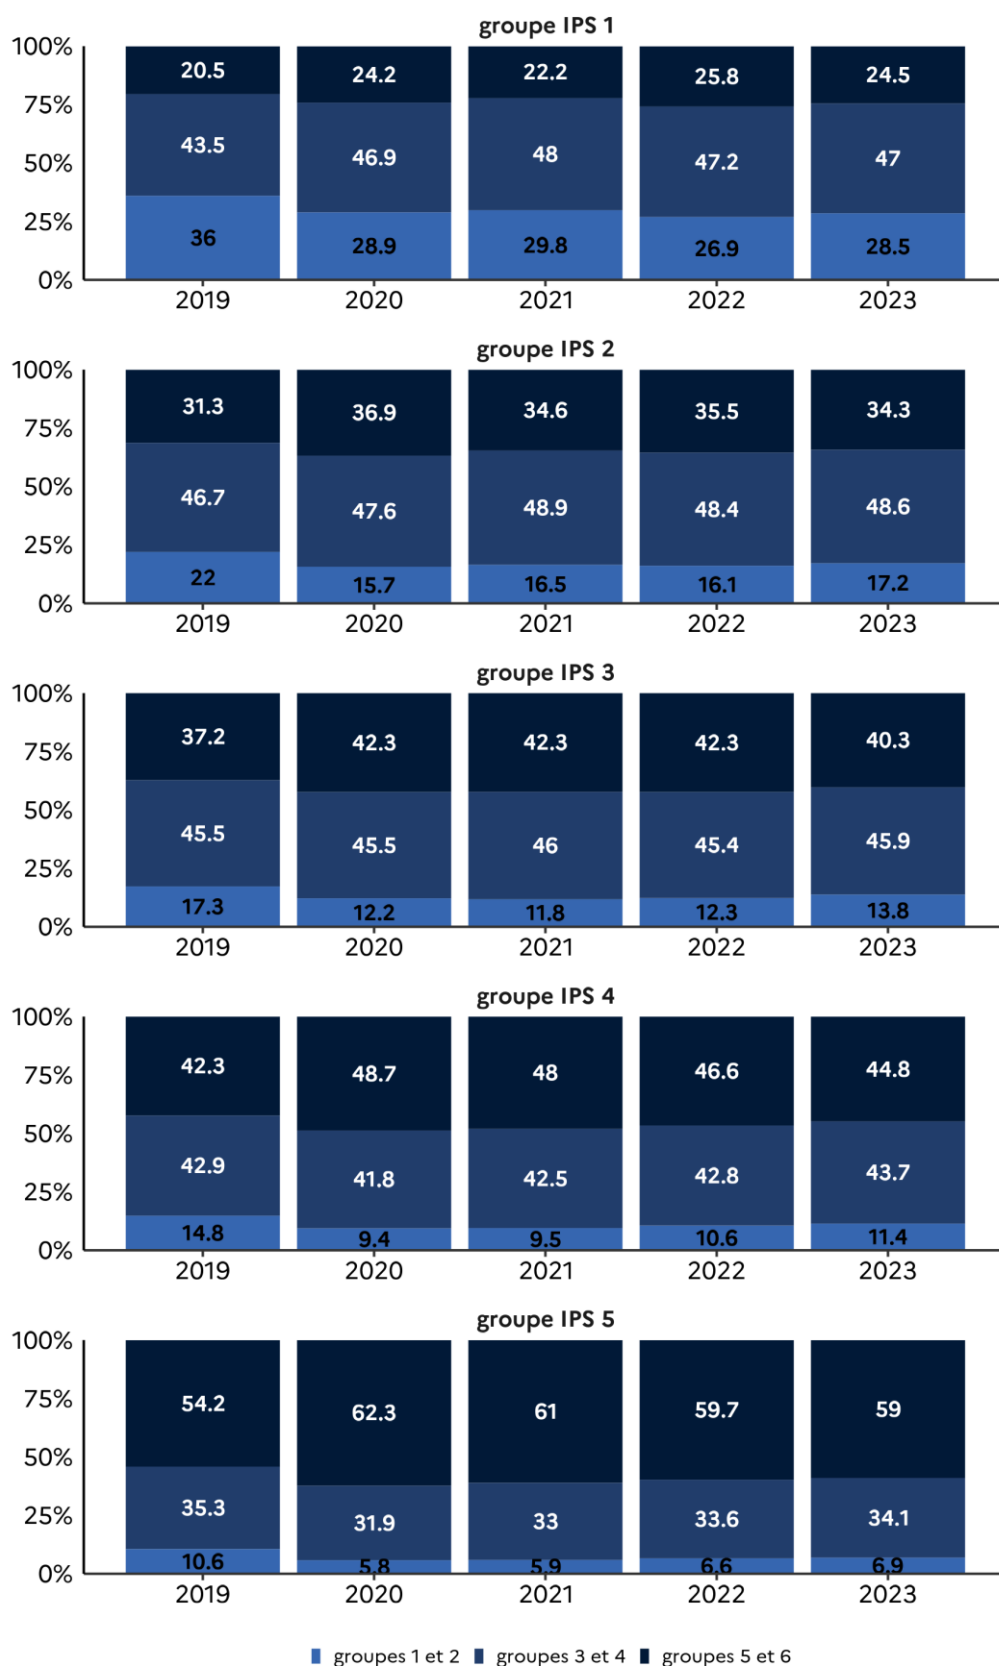 groupe IPS 1
100%
20.5 24.2 22.2 25.8 24.5
75%
43.5 46.9 48 47.2 47
50%
25%
36 28.9 29.8 26.9 28.5
0%
2019 2020 2021 2022 2023
groupe IPS 2
100%
31.3 36.9 34.6 35.5 34.3
75%
46.7 47.6 48.9 48.4 48.6
50%
25%
22 15.7 16.5 16.1 17.2
0%
2019 2020 2021 2022 2023
groupe IPS 3
100%
37.2 42.3 42.3 42.3 40.3
75%
50%
45.5 45.5 46 45.4 45.9
25%
17.3 12.2 11.8 12.3 13.8
0%
2019 2020 2021 2022 2023
groupe IPS 4
100%
42.3 48.7 48 46.6 44.8
75%
50%
42.9 41.8 42.5 42.8 43.7
25%
14.8 9.4 9.5 10.6 11.4
0%
2019 2020 2021 2022 2023
groupe IPS 5
100%
75%
54.2 62.3 61 59.7 59
50%
35.3 31.9 33 33.6 34.1
25%
10.6 5.8 5.9 6.6 6.9
0%
2019 2020 2021 2022 2023
groupes 1 et 2 groupes 3 et 4 groupes 5 et 6